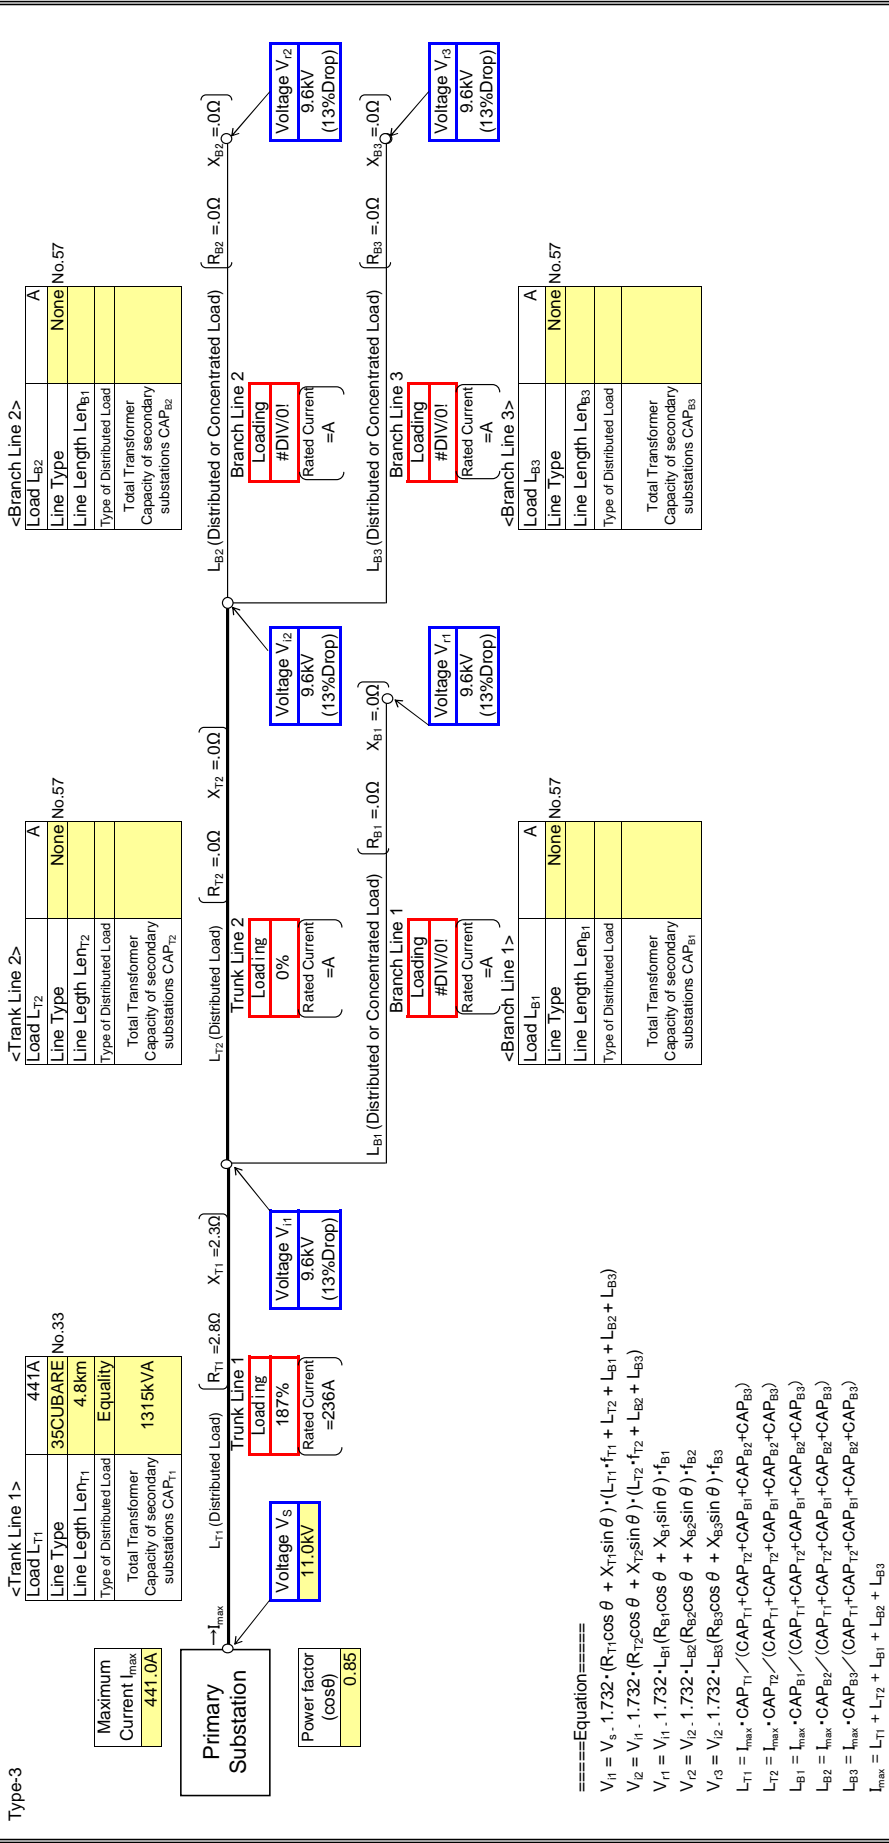 Type-3
Maximum
Current Imax
441.0A
Primary
Substation
Power factor
(cosθ)
0.85
→Imax
Voltage VS
11.0kV
<Trank Line 1>
Load LT1 441A
Line Type 35CUBARE No.33
Line Legth LenT1 4.8km
Type of Distributed Load Equality
Total Transformer
Capacity of secondary
substations CAPT1
1315kVA
LT1 (Distributed Load)
RT1 =2.8Ω XT1 =2.3Ω
Trunk Line 1
Loading
187%
Rated Current
=236A
Voltage Vi1
9.6kV
(13%Drop)
<Trank Line 2>
Load LT2 A
Line Type None No.57
Line Legth LenT2
Type of Distributed Load
Total Transformer
Capacity of secondary
substations CAPT2
LT2 (Distributed Load)
RT2 =.0Ω XT2 =.0Ω
Trunk Line 2
Loading
0%
Rated Current
=A
Voltage Vi2
9.6kV
(13%Drop)
LB1 (Distributed or Concentrated Load)
RB1 =.0Ω XB1 =.0Ω
Branch Line 1
Loading
#DIV/0!
Rated Current
=A
Voltage Vr1
9.6kV
(13%Drop)
<Branch Line 1>
Load LB1 A
Line Type None No.57
Line Length LenB1
Type of Distributed Load
Total Transformer
Capacity of secondary
substations CAPB1
<Branch Line 2>
Load LB2 A
Line Type None No.57
Line Length LenB1
Type of Distributed Load
Total Transformer
Capacity of secondary
substations CAPB2
LB2 (Distributed or Concentrated Load)
RB2 =.0Ω XB2 =.0Ω
Branch Line 2
Loading
#DIV/0!
Rated Current
=A
Voltage Vr2
9.6kV
(13%Drop)
LB3 (Distributed or Concentrated Load)
RB3 =.0Ω XB3 =.0Ω
Branch Line 3
Loading
#DIV/0!
Rated Current
=A
Voltage Vr3
9.6kV
(13%Drop)
<Branch Line 3>
Load LB3 A
Line Type None No.57
Line Length LenB3
Type of Distributed Load
Total Transformer
Capacity of secondary
substations CAPB3
=====Equation=====
Vi1 = Vs - 1.732・(RT1cosθ + XT1sinθ)・(LT1・fT1 + LT2 + LB1 + LB2 + LB3)
Vi2 = Vi1 - 1.732・(RT2cosθ + XT2sinθ)・(LT2・fT2 + LB2 + LB3)
Vr1 = Vi1 - 1.732・LB1(RB1cosθ + XB1sinθ)・fB1
Vr2 = Vi2 - 1.732・LB2(RB2cosθ + XB2sinθ)・fB2
Vr3 = Vi2 - 1.732・LB3(RB3cosθ + XB3sinθ)・fB3
LT1 = Imax・CAPT1／(CAPT1+CAPT2+CAPB1+CAPB2+CAPB3)
LT2 = Imax・CAPT2／(CAPT1+CAPT2+CAPB1+CAPB2+CAPB3)
LB1 = Imax・CAPB1／(CAPT1+CAPT2+CAPB1+CAPB2+CAPB3)
LB2 = Imax・CAPB2／(CAPT1+CAPT2+CAPB1+CAPB2+CAPB3)
LB3 = Imax・CAPB3／(CAPT1+CAPT2+CAPB1+CAPB2+CAPB3)
Imax = LT1 + LT2 + LB1 + LB2 + LB3